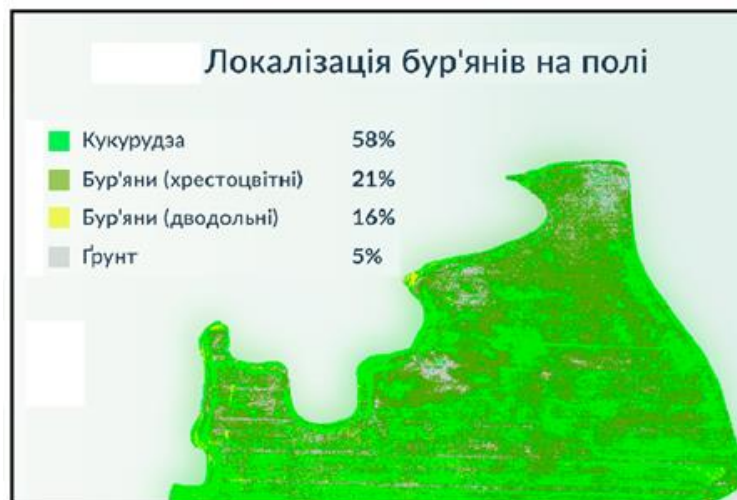 Локалізація бур'янів на полі
Кукурудза 58%
Бур'яни (хрестоцвітні) 21%
Бур'яни (дводольні) 16%
Ґрунт 5%